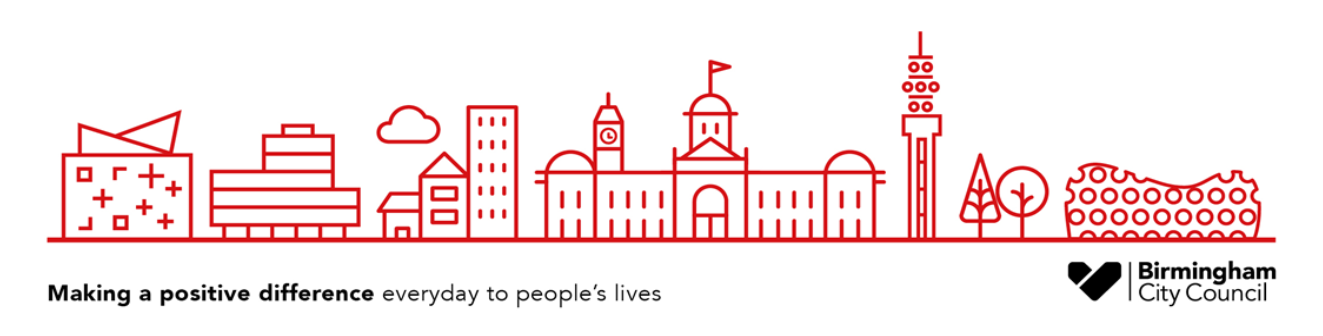 Making a positive difference everyday to people's lives
Birmingham
City Council